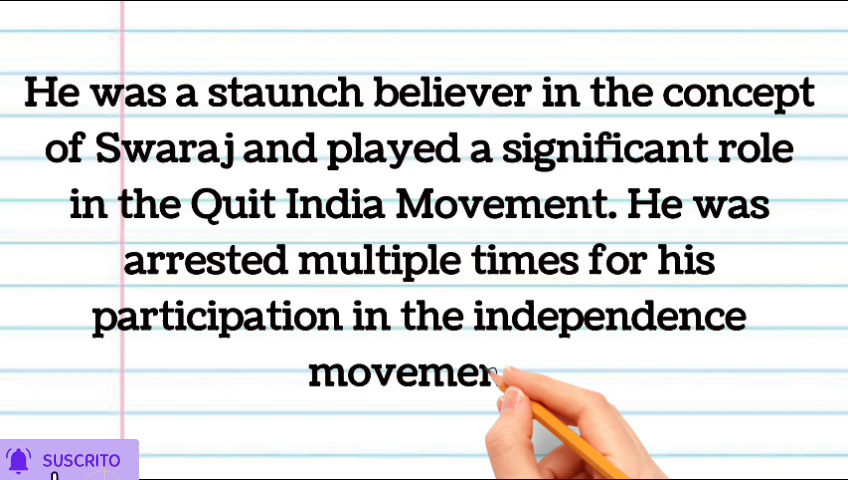 He was a staunch believer in the concept
of Swaraj and played a significant role
in the Quit India Movement. He was
arrested multiple times for his
participation in the independence
movemen
SUSCRITO